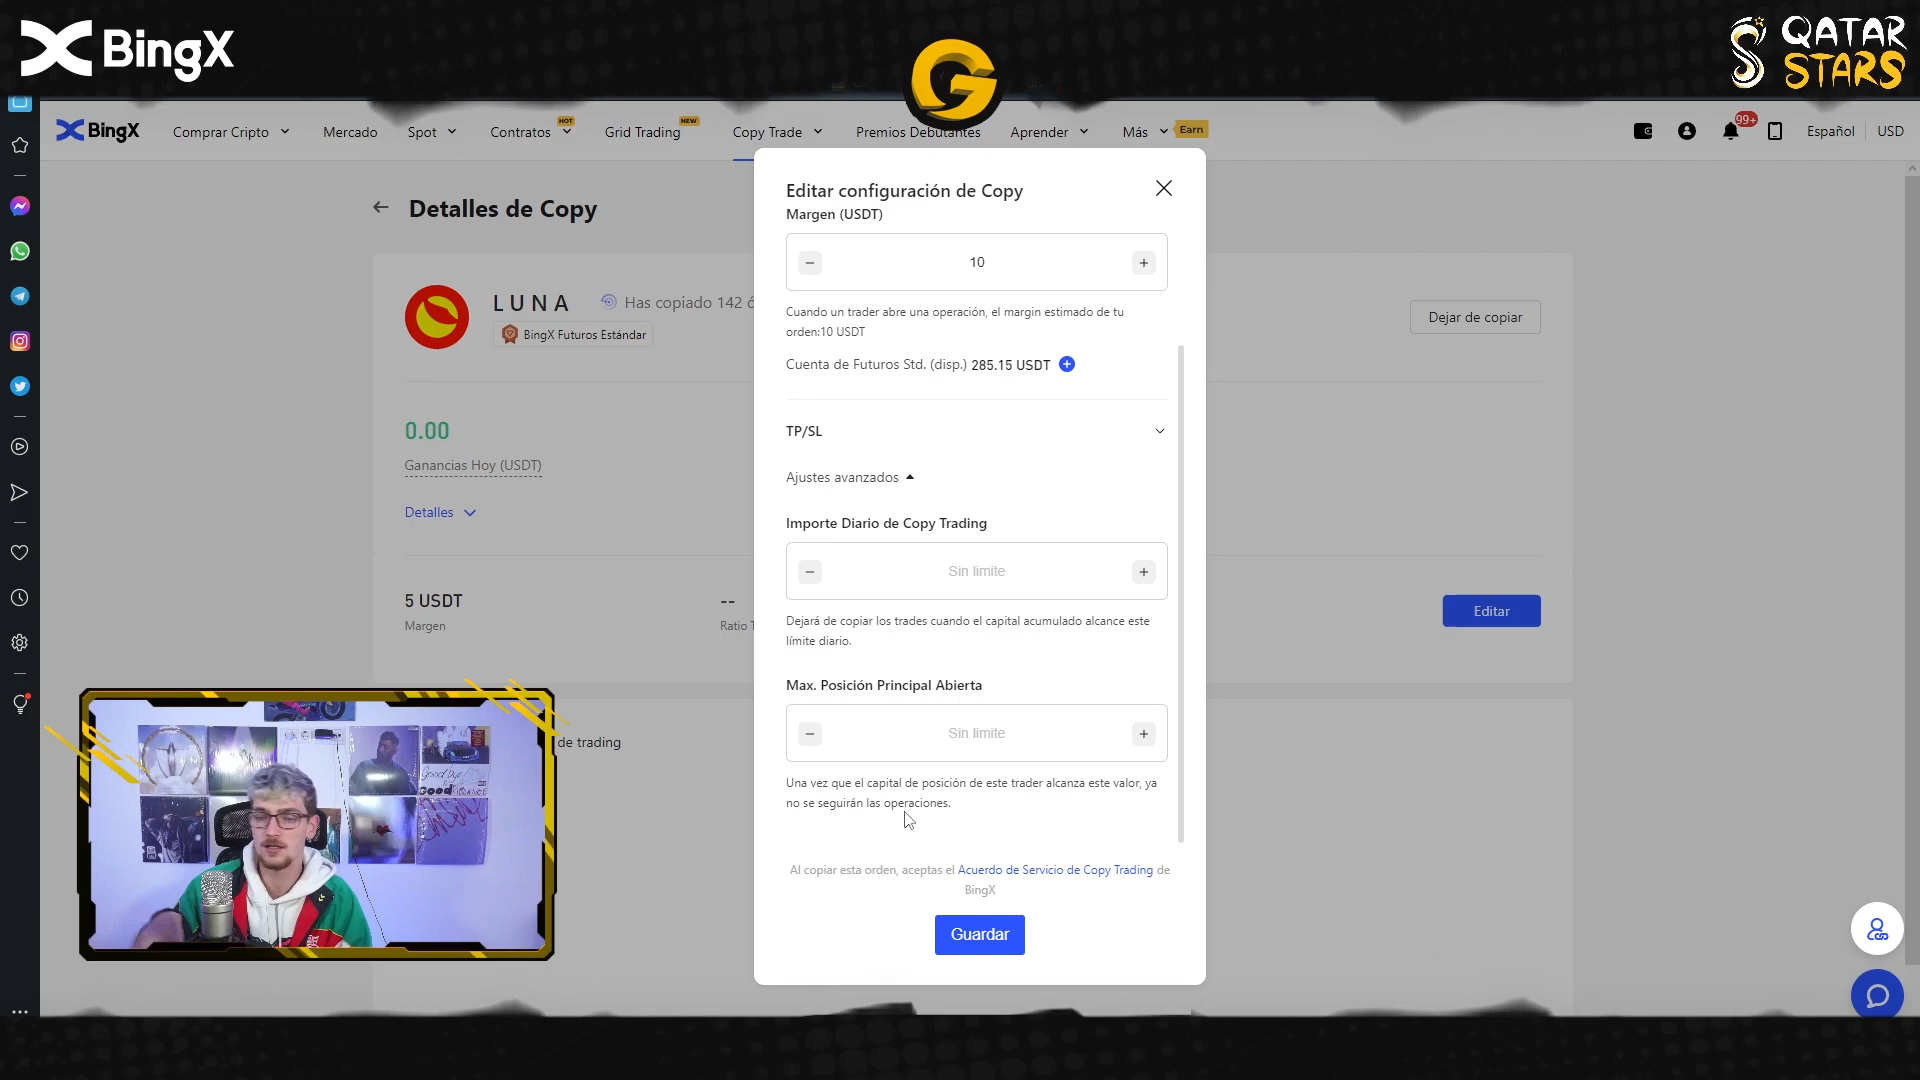 BingX
G
QATAR
STARS
BingX
Comprar Cripto
Mercado
Spot
Contratos
HOT
Grid Trading
NEW
Copy Trade
Premios Debutantes
Aprender
Más
Earn
99+
Español
USD
Detalles de Copy
L U N A
Has copiado 142 ó
BingX Futuros Estándar
Dejar de copiar
0.00
Ganancias Hoy (USDT)
Detalles
5 USDT
Margen
--
Ratio T
Editar
de trading
Editar configuración de Copy
Margen (USDT)
− 10 +
Cuando un trader abre una operación, el margin estimado de tu
orden:10 USDT
Cuenta de Futuros Std. (disp.) 285.15 USDT +
TP/SL
Ajustes avanzados
Importe Diario de Copy Trading
− Sin limite +
Dejará de copiar los trades cuando el capital acumulado alcance este
límite diario.
Max. Posición Principal Abierta
− Sin limite +
Una vez que el capital de posición de este trader alcanza este valor, ya
no se seguirán las operaciones.
Al copiar esta orden, aceptas el Acuerdo de Servicio de Copy Trading de
BingX
Guardar